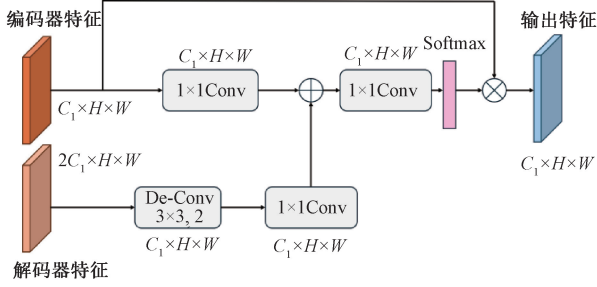 编码器特征
输出特征
Softmax
C₁×H×W
C₁×H×W
1×1Conv
1×1Conv
C₁×H×W
C₁×H×W
2C₁×H×W
De-Conv
3×3, 2
1×1Conv
C₁×H×W
C₁×H×W
解码器特征